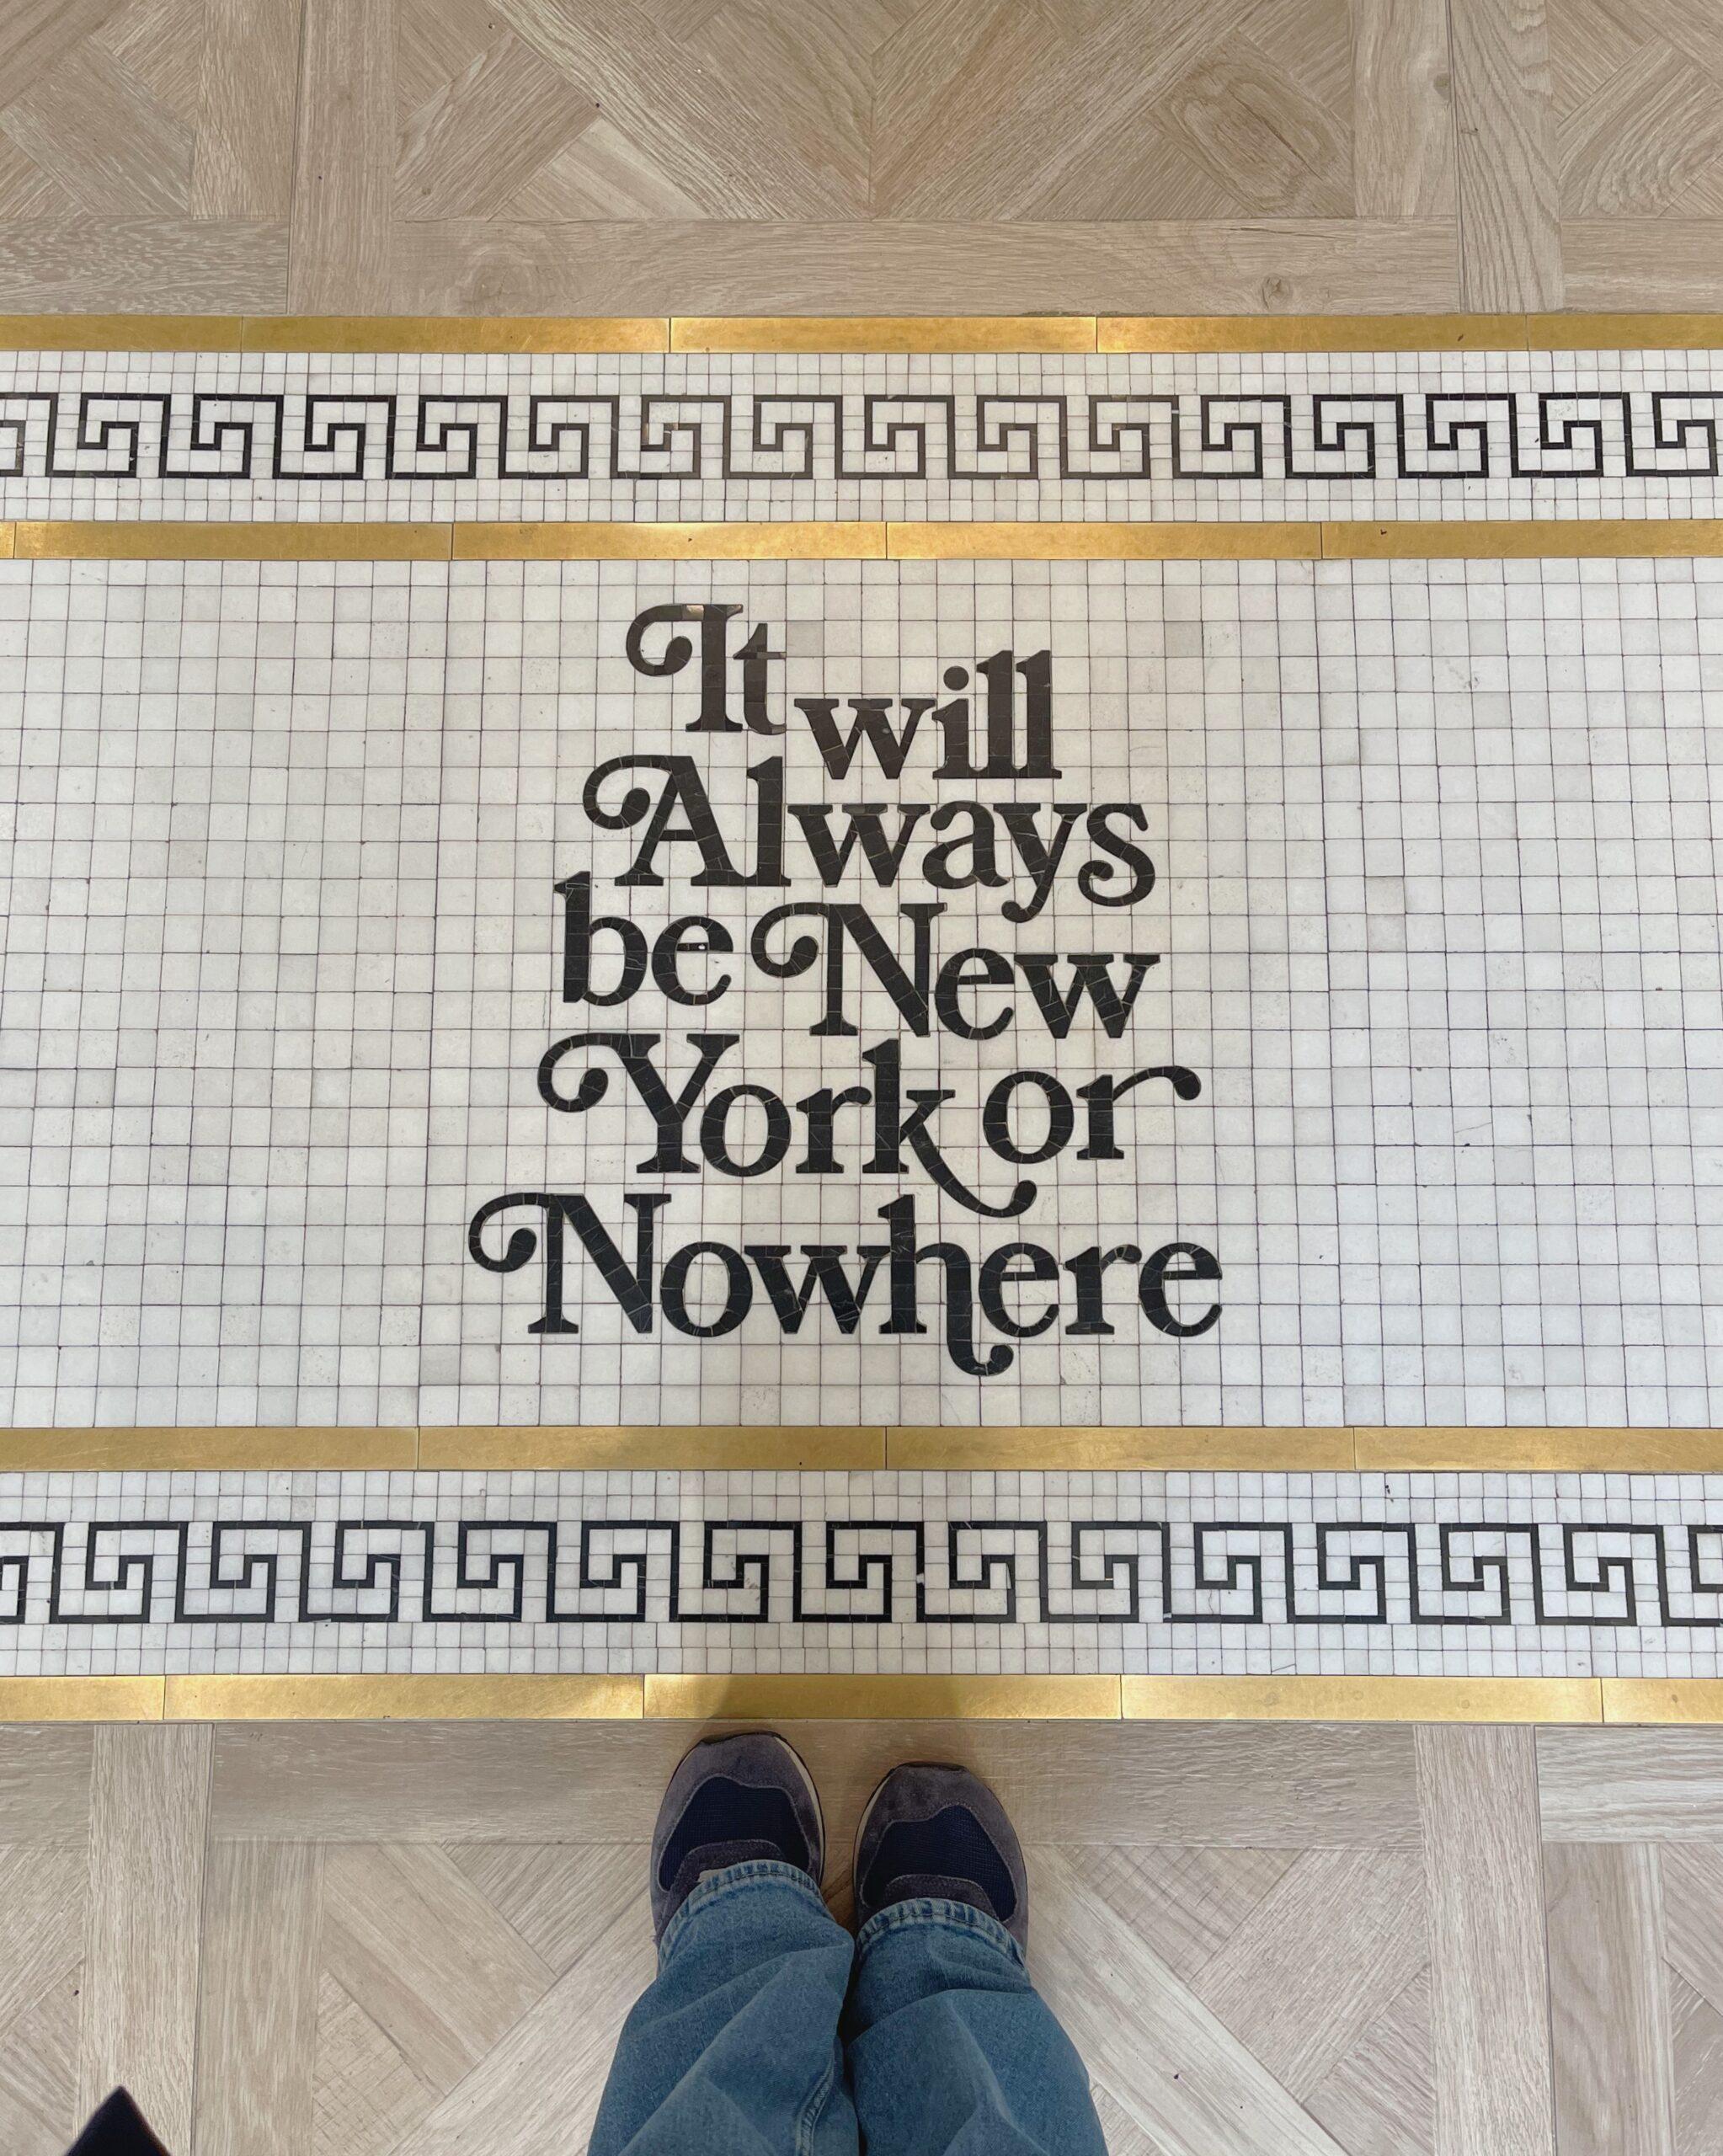 It will
Always
be New
York or
Nowhere